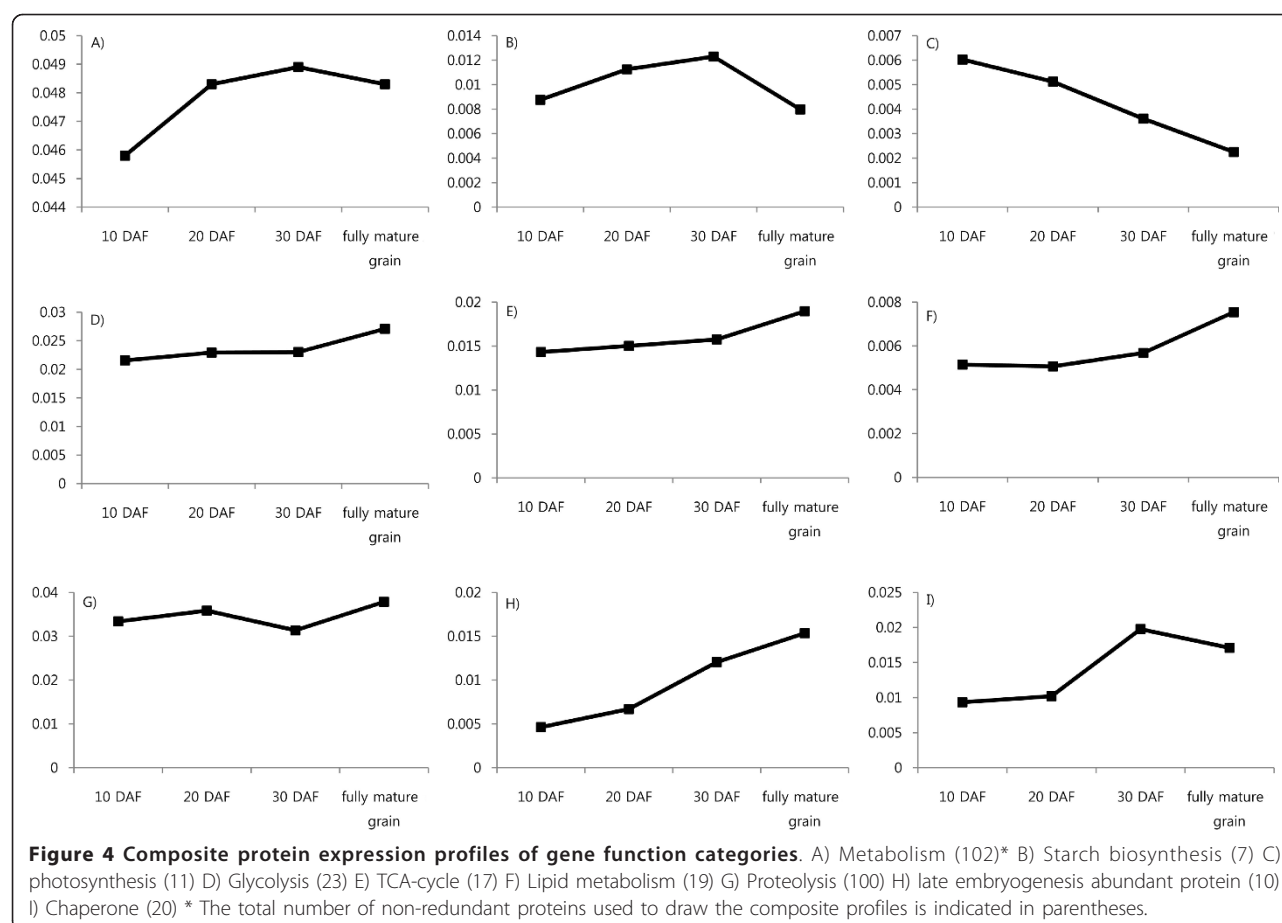 A)
0.05
0.049
0.048
0.047
0.046
0.045
0.044
10 DAF 20 DAF 30 DAF fully mature
grain
B)
0.014
0.012
0.01
0.008
0.006
0.004
0.002
0
10 DAF 20 DAF 30 DAF fully mature
grain
C)
0.007
0.006
0.005
0.004
0.003
0.002
0.001
0
10 DAF 20 DAF 30 DAF fully mature
grain
D)
0.03
0.025
0.02
0.015
0.01
0.005
0
10 DAF 20 DAF 30 DAF fully mature
grain
E)
0.02
0.015
0.01
0.005
0
10 DAF 20 DAF 30 DAF fully mature
grain
F)
0.008
0.006
0.004
0.002
0
10 DAF 20 DAF 30 DAF fully mature
grain
G)
0.04
0.03
0.02
0.01
0
10 DAF 20 DAF 30 DAF fully mature
grain
H)
0.02
0.015
0.01
0.005
0
10 DAF 20 DAF 30 DAF fully mature
grain
I)
0.025
0.02
0.015
0.01
0.005
0
10 DAF 20 DAF 30 DAF fully mature
grain
Figure 4 Composite protein expression profiles of gene function categories. A) Metabolism (102)* B) Starch biosynthesis (7) C)
photosynthesis (11) D) Glycolysis (23) E) TCA-cycle (17) F) Lipid metabolism (19) G) Proteolysis (100) H) late embryogenesis abundant protein (10)
I) Chaperone (20) * The total number of non-redundant proteins used to draw the composite profiles is indicated in parentheses.